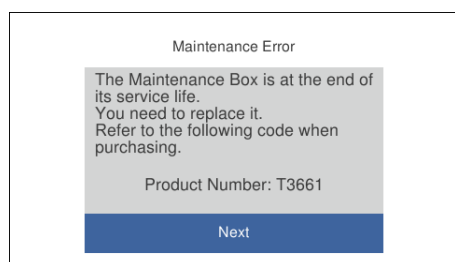 Maintenance Error
The Maintenance Box is at the end of
its service life.
You need to replace it.
Refer to the following code when
purchasing.
Product Number: T3661
Next